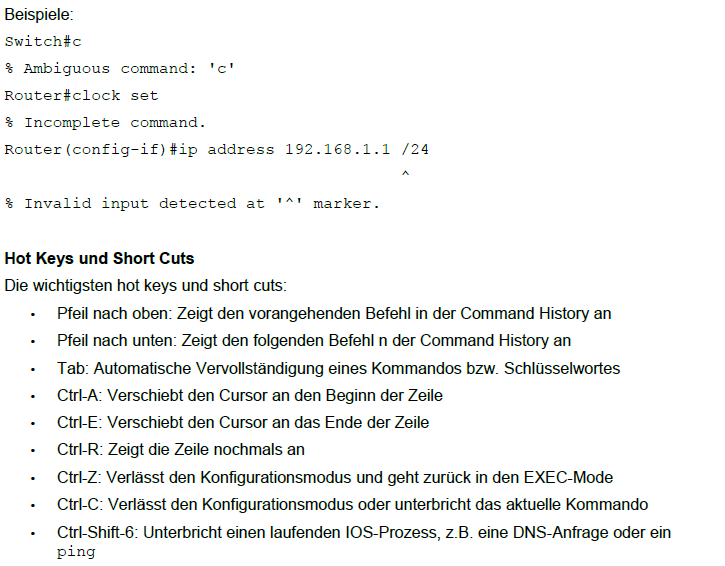 Beispiele:
Switch#c
% Ambiguous command: 'c'
Router#clock set
% Incomplete command.
Router(config-if)#ip address 192.168.1.1 /24
^
% Invalid input detected at '^' marker.
Hot Keys und Short Cuts
Die wichtigsten hot keys und short cuts:
• Pfeil nach oben: Zeigt den vorangehenden Befehl in der Command History an
• Pfeil nach unten: Zeigt den folgenden Befehl n der Command History an
• Tab: Automatische Vervollständigung eines Kommandos bzw. Schlüsselwortes
• Ctrl-A: Verschiebt den Cursor an den Beginn der Zeile
• Ctrl-E: Verschiebt den Cursor an das Ende der Zeile
• Ctrl-R: Zeigt die Zeile nochmals an
• Ctrl-Z: Verlässt den Konfigurationsmodus und geht zurück in den EXEC-Mode
• Ctrl-C: Verlässt den Konfigurationsmodus oder unterbricht das aktuelle Kommando
• Ctrl-Shift-6: Unterbricht einen laufenden IOS-Prozess, z.B. eine DNS-Anfrage oder ein
ping